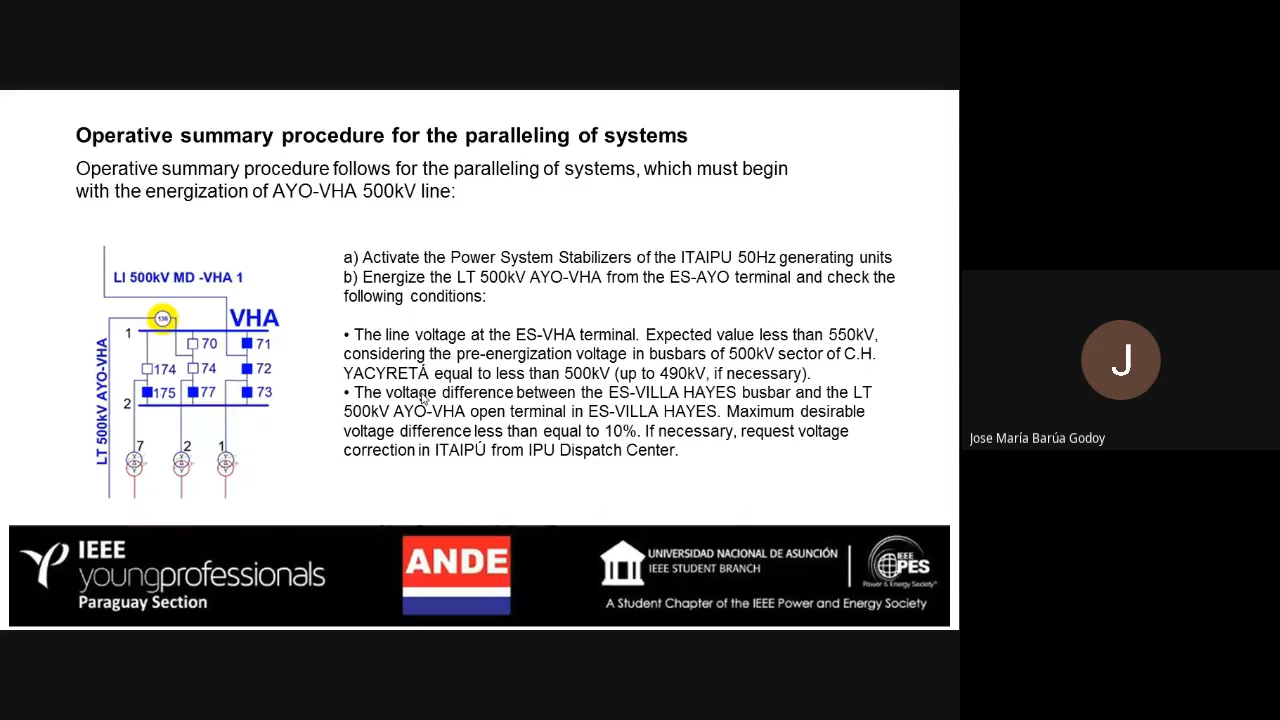 Operative summary procedure for the paralleling of systems
Operative summary procedure follows for the paralleling of systems, which must begin
with the energization of AYO-VHA 500kV line:
LI 500kV MD -VHA 1
VHA
138
1
70
71
174
74
72
175
77
73
2
LT 500kV AYO-VHA
7
2
1
a) Activate the Power System Stabilizers of the ITAIPU 50Hz generating units
b) Energize the LT 500kV AYO-VHA from the ES-AYO terminal and check the
following conditions:
• The line voltage at the ES-VHA terminal. Expected value less than 550kV,
considering the pre-energization voltage in busbars of 500kV sector of C.H.
YACYRETÁ equal to less than 500kV (up to 490kV, if necessary).
• The voltage difference between the ES-VILLA HAYES busbar and the LT
500kV AYO-VHA open terminal in ES-VILLA HAYES. Maximum desirable
voltage difference less than equal to 10%. If necessary, request voltage
correction in ITAIPÚ from IPU Dispatch Center.
IEEE
youngprofessionals
Paraguay Section
ANDE
UNIVERSIDAD NACIONAL DE ASUNCIÓN
IEEE STUDENT BRANCH
IEEE
PES
Power & Energy Society
A Student Chapter of the IEEE Power and Energy Society
J
Jose María Barúa Godoy